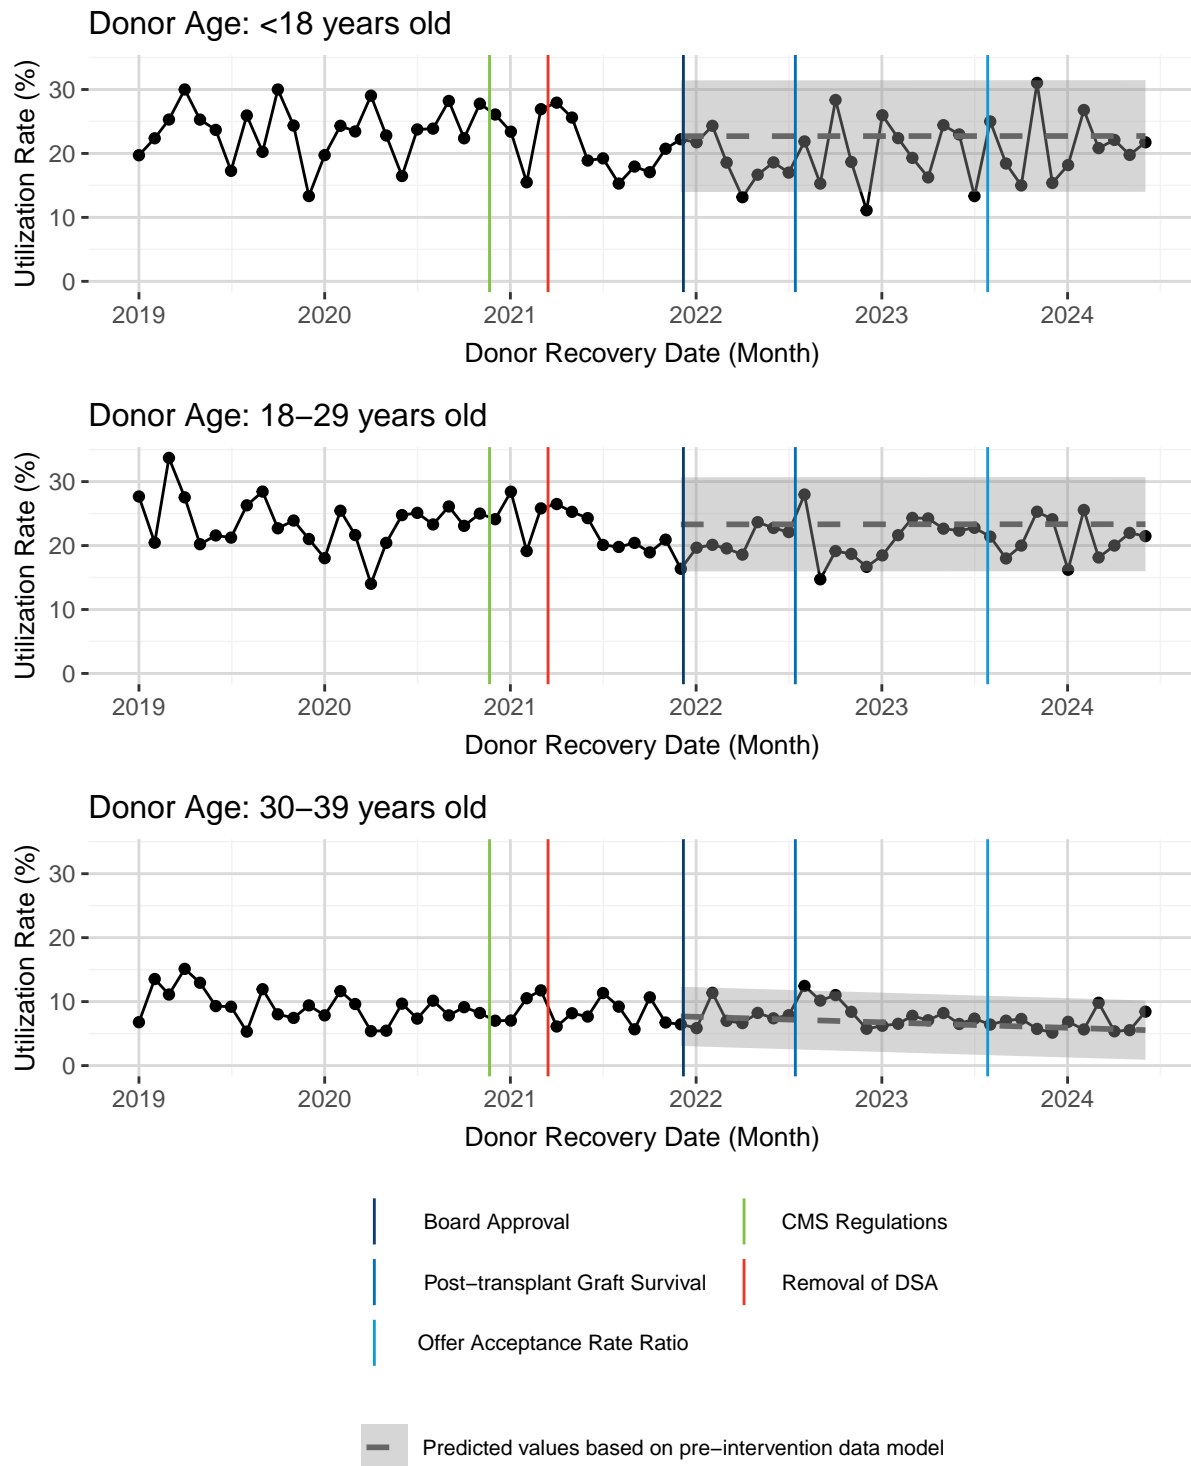 Donor Age: <18 years old
Utilization Rate (%)
30
20
10
0
2019 2020 2021 2022 2023 2024
Donor Recovery Date (Month)
Donor Age: 18−29 years old
Utilization Rate (%)
30
20
10
0
2019 2020 2021 2022 2023 2024
Donor Recovery Date (Month)
Donor Age: 30−39 years old
Utilization Rate (%)
30
20
10
0
2019 2020 2021 2022 2023 2024
Donor Recovery Date (Month)
Board Approval
CMS Regulations
Post−transplant Graft Survival
Removal of DSA
Offer Acceptance Rate Ratio
Predicted values based on pre−intervention data model